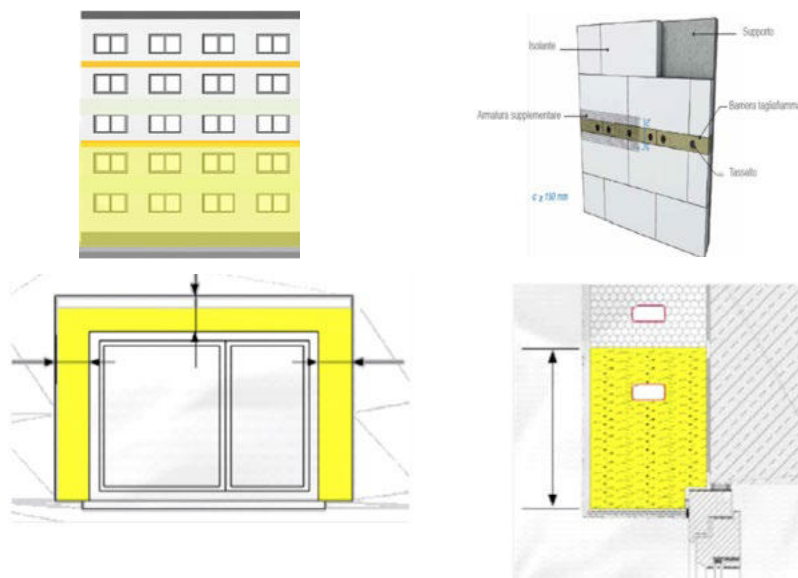 Supporto
Isolante
Barriera tagliafiamma
Armatura supplementare
Tassello
≥ 150 mm